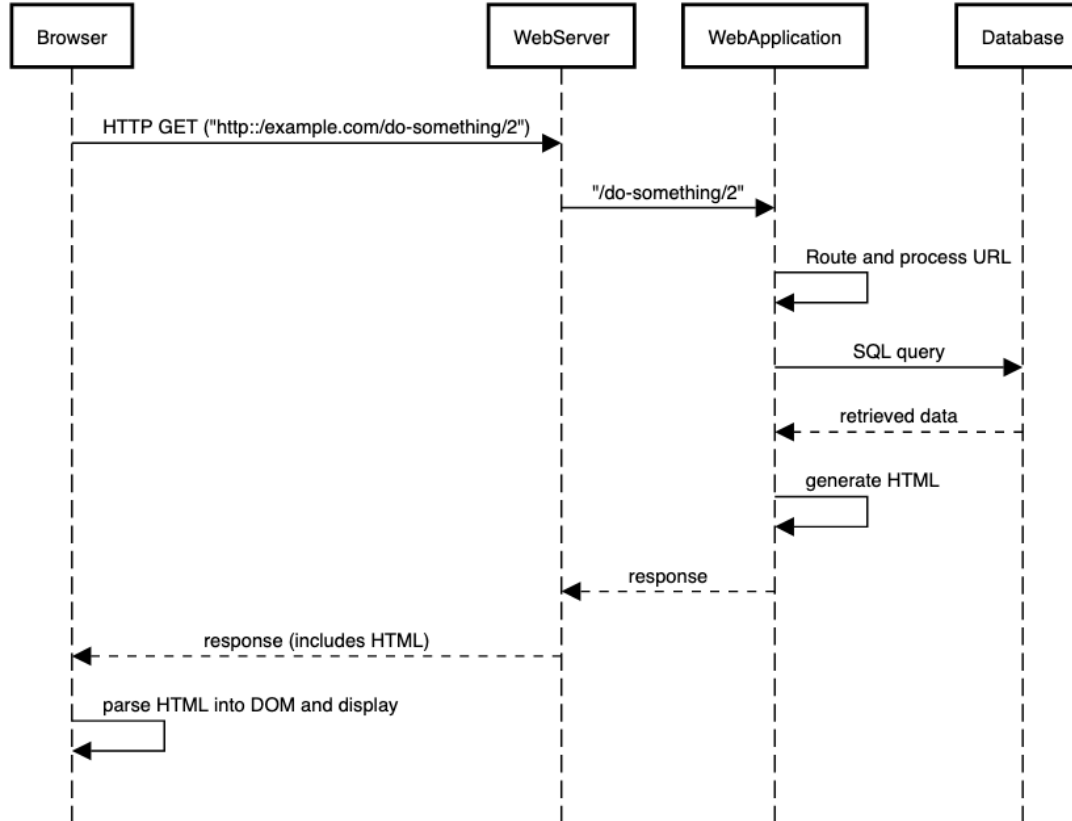 Browser
WebServer
WebApplication
Database
HTTP GET ("http::/example.com/do-something/2")
"/do-something/2"
Route and process URL
SQL query
retrieved data
generate HTML
response
response (includes HTML)
parse HTML into DOM and display